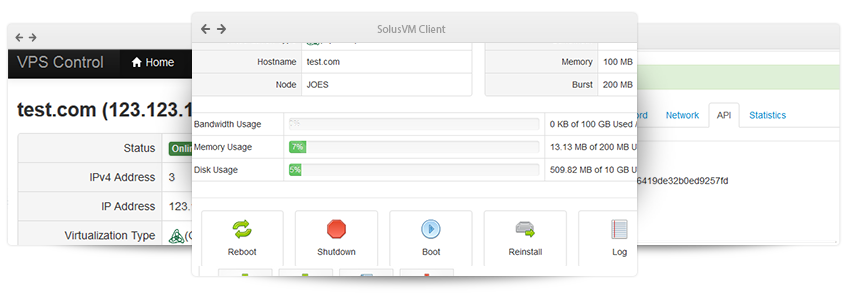 SolusVM Client
VPS Control
Home
test.com (123.123.1
Status
Onlin
IPv4 Address 3
IP Address 123.
Virtualization Type (O
Hostname test.com
Node JOES
Memory 100 MB
Burst 200 MB
Bandwidth Usage 0 KB of 100 GB Used /
Memory Usage 7% 13.13 MB of 200 MB U
Disk Usage 5% 509.82 MB of 10 GB U
Reboot Shutdown Boot Reinstall Log
ord Network API Statistics
6419de32b0ed9257fd